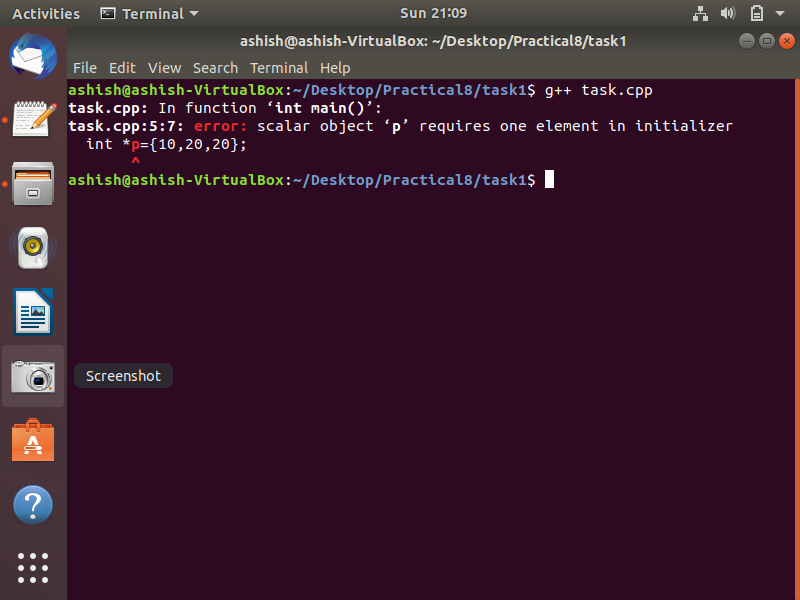 Activities Terminal Sun 21:09
ashish@ashish-VirtualBox: ~/Desktop/Practical8/task1
File Edit View Search Terminal Help
ashish@ashish-VirtualBox:~/Desktop/Practical8/task1$ g++ task.cpp
task.cpp: In function ‘int main()’:
task.cpp:5:7: error: scalar object ‘p’ requires one element in initializer
int *p={10,20,20};
^
ashish@ashish-VirtualBox:~/Desktop/Practical8/task1$
Screenshot